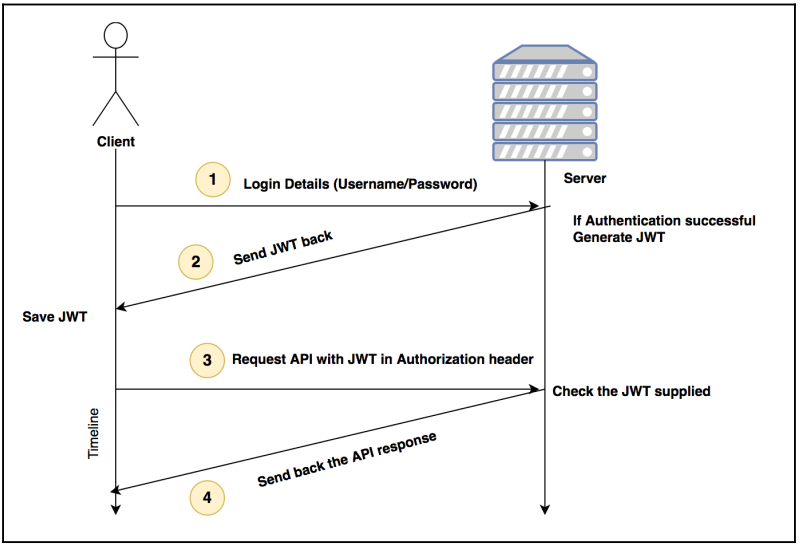 Client
1
Login Details (Username/Password)
Server
If Authentication successful
Generate JWT
2
Send JWT back
Save JWT
3
Request API with JWT in Authorization header
Check the JWT supplied
Timeline
Send back the API response
4